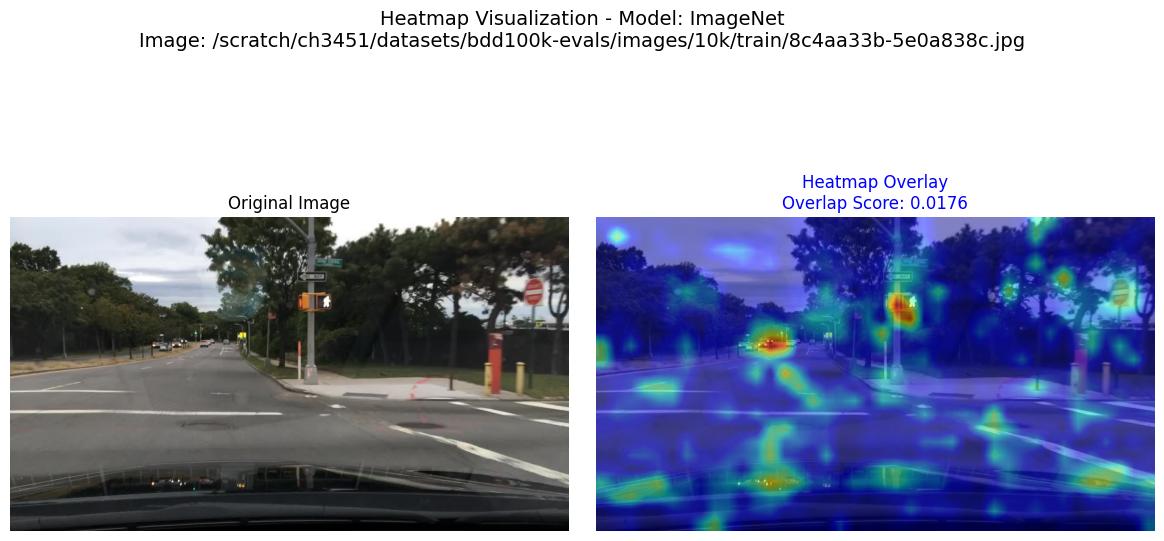 Heatmap Visualization - Model: ImageNet
Image: /scratch/ch3451/datasets/bdd100k-evals/images/10k/train/8c4aa33b-5e0a838c.jpg
Original Image
Heatmap Overlay
Overlap Score: 0.0176